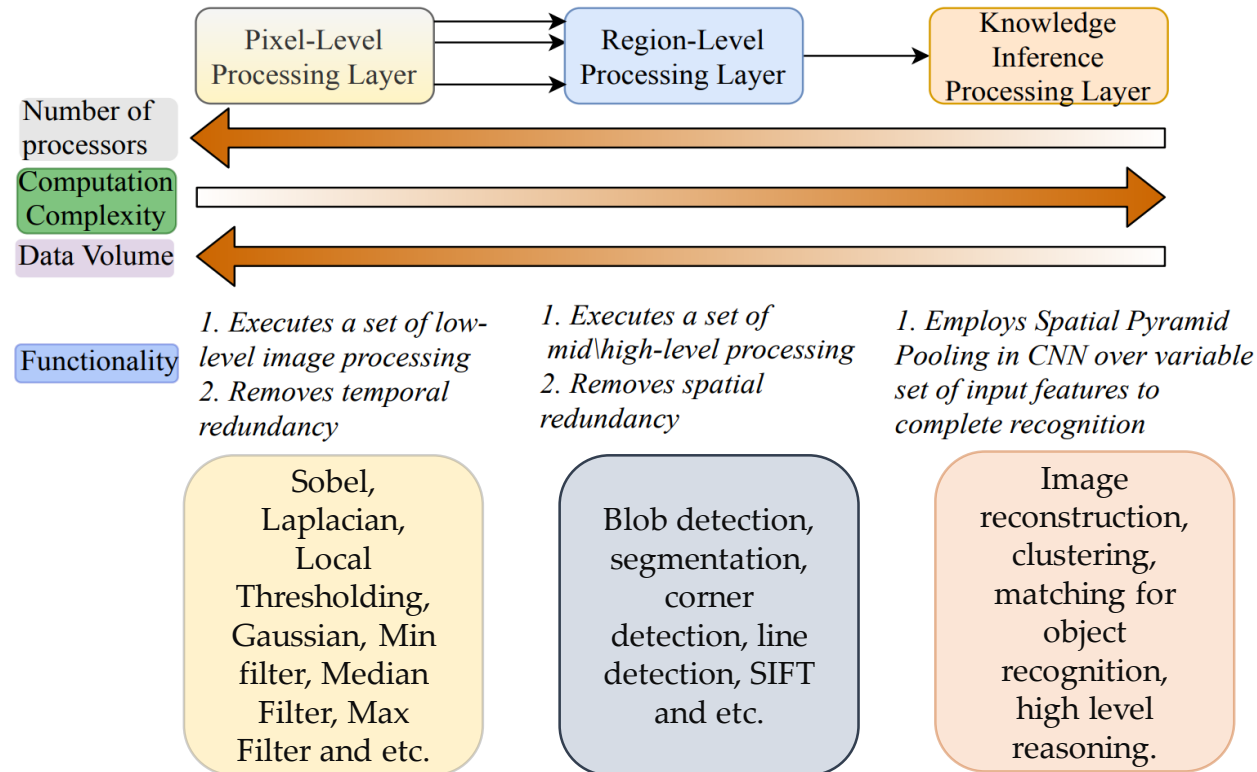 Pixel-Level
Processing Layer
Region-Level
Processing Layer
Knowledge
Inference
Processing Layer
Number of
processors
Computation
Complexity
Data Volume
Functionality
1. Executes a set of low-
level image processing
2. Removes temporal
redundancy
1. Executes a set of
mid\high-level processing
2. Removes spatial
redundancy
1. Employs Spatial Pyramid
Pooling in CNN over variable
set of input features to
complete recognition
Sobel,
Laplacian,
Local
Thresholding,
Gaussian, Min
filter, Median
Filter, Max
Filter and etc.
Blob detection,
segmentation,
corner
detection, line
detection, SIFT
and etc.
Image
reconstruction,
clustering,
matching for
object
recognition,
high level
reasoning.